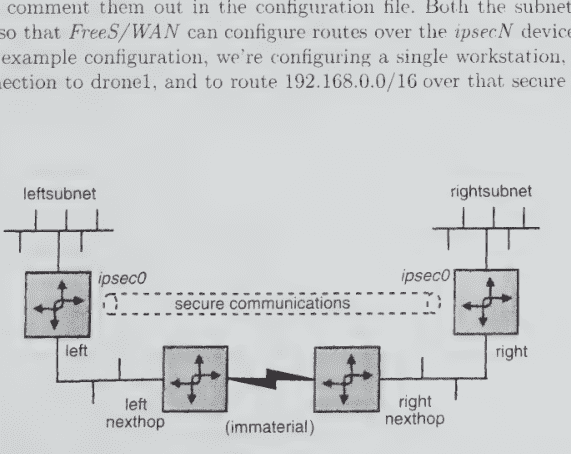 comment them out in the configuration file. Both the subnet
so that FreeS/WAN can configure routes over the ipsecN device
example configuration, we're configuring a single workstation,
ection to drone1, and to route 192.168.0.0/16 over that secure
leftsubnet
rightsubnet
ipsec0
ipsec0
secure communications
left
right
left
nexthop
(immaterial)
right
nexthop